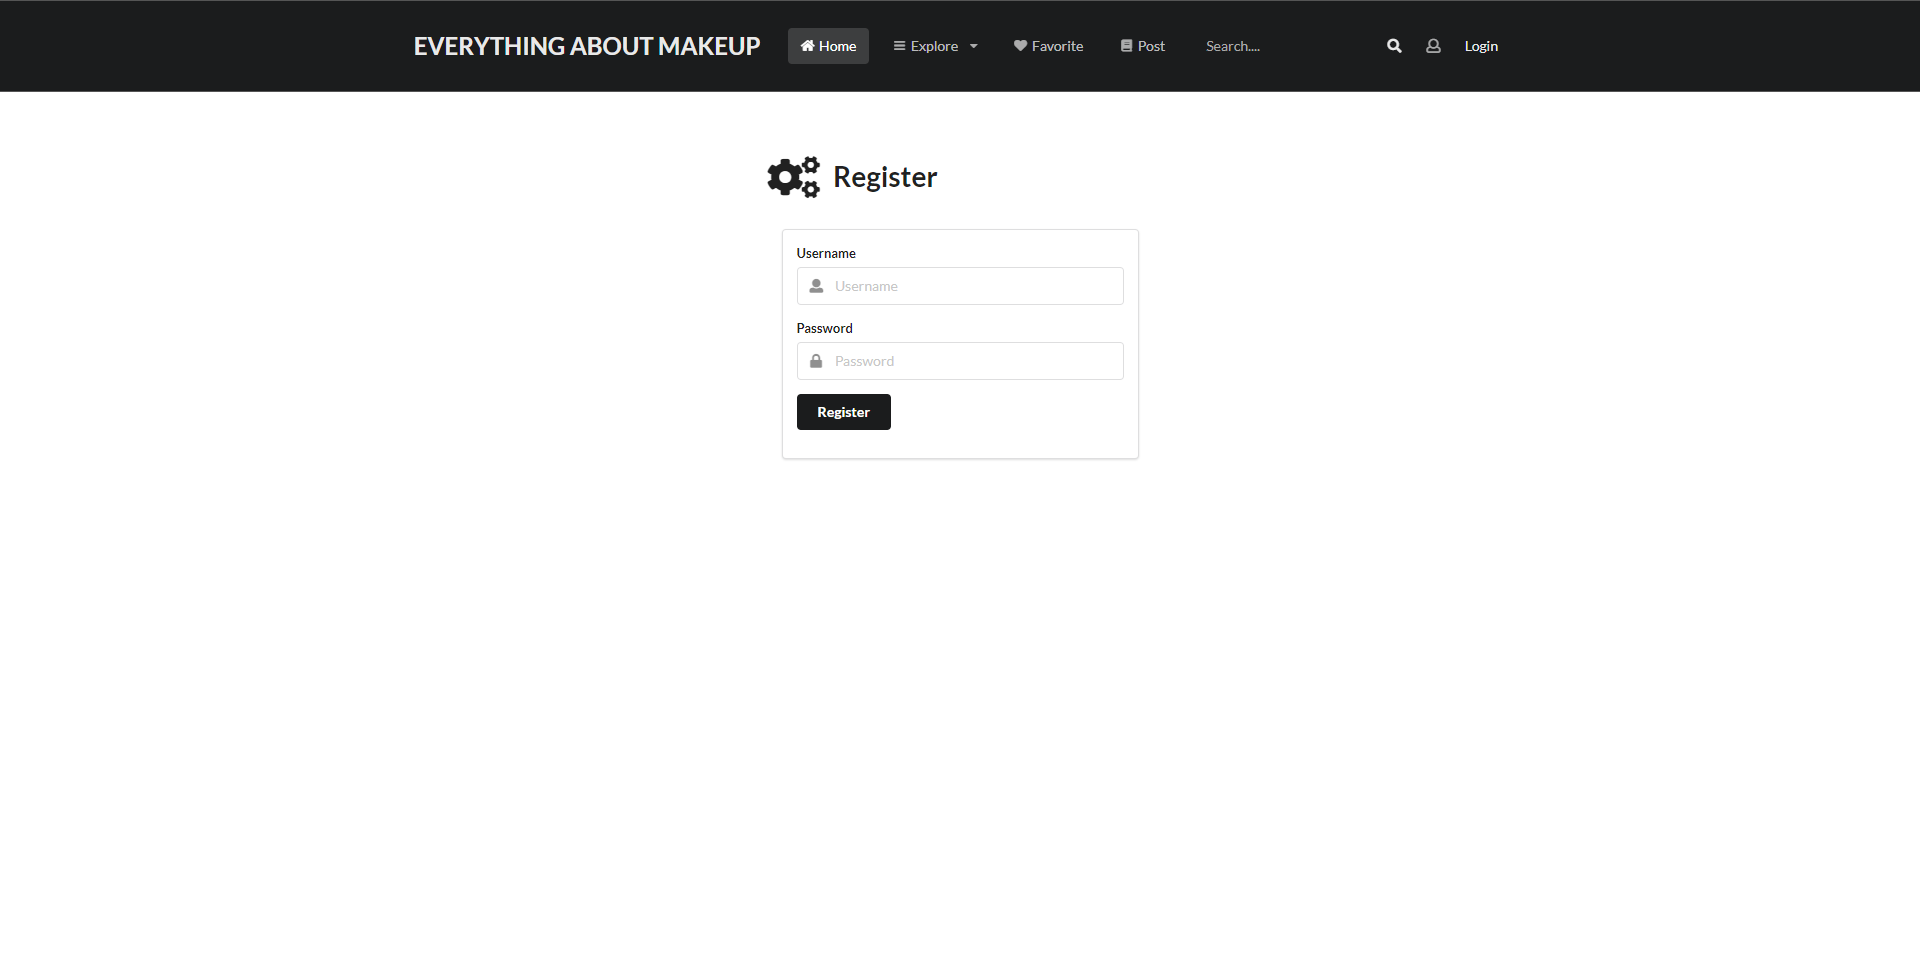 EVERYTHING ABOUT MAKEUP Home Explore Favorite Post Search.... Login
Register
Username
Username
Password
Password
Register